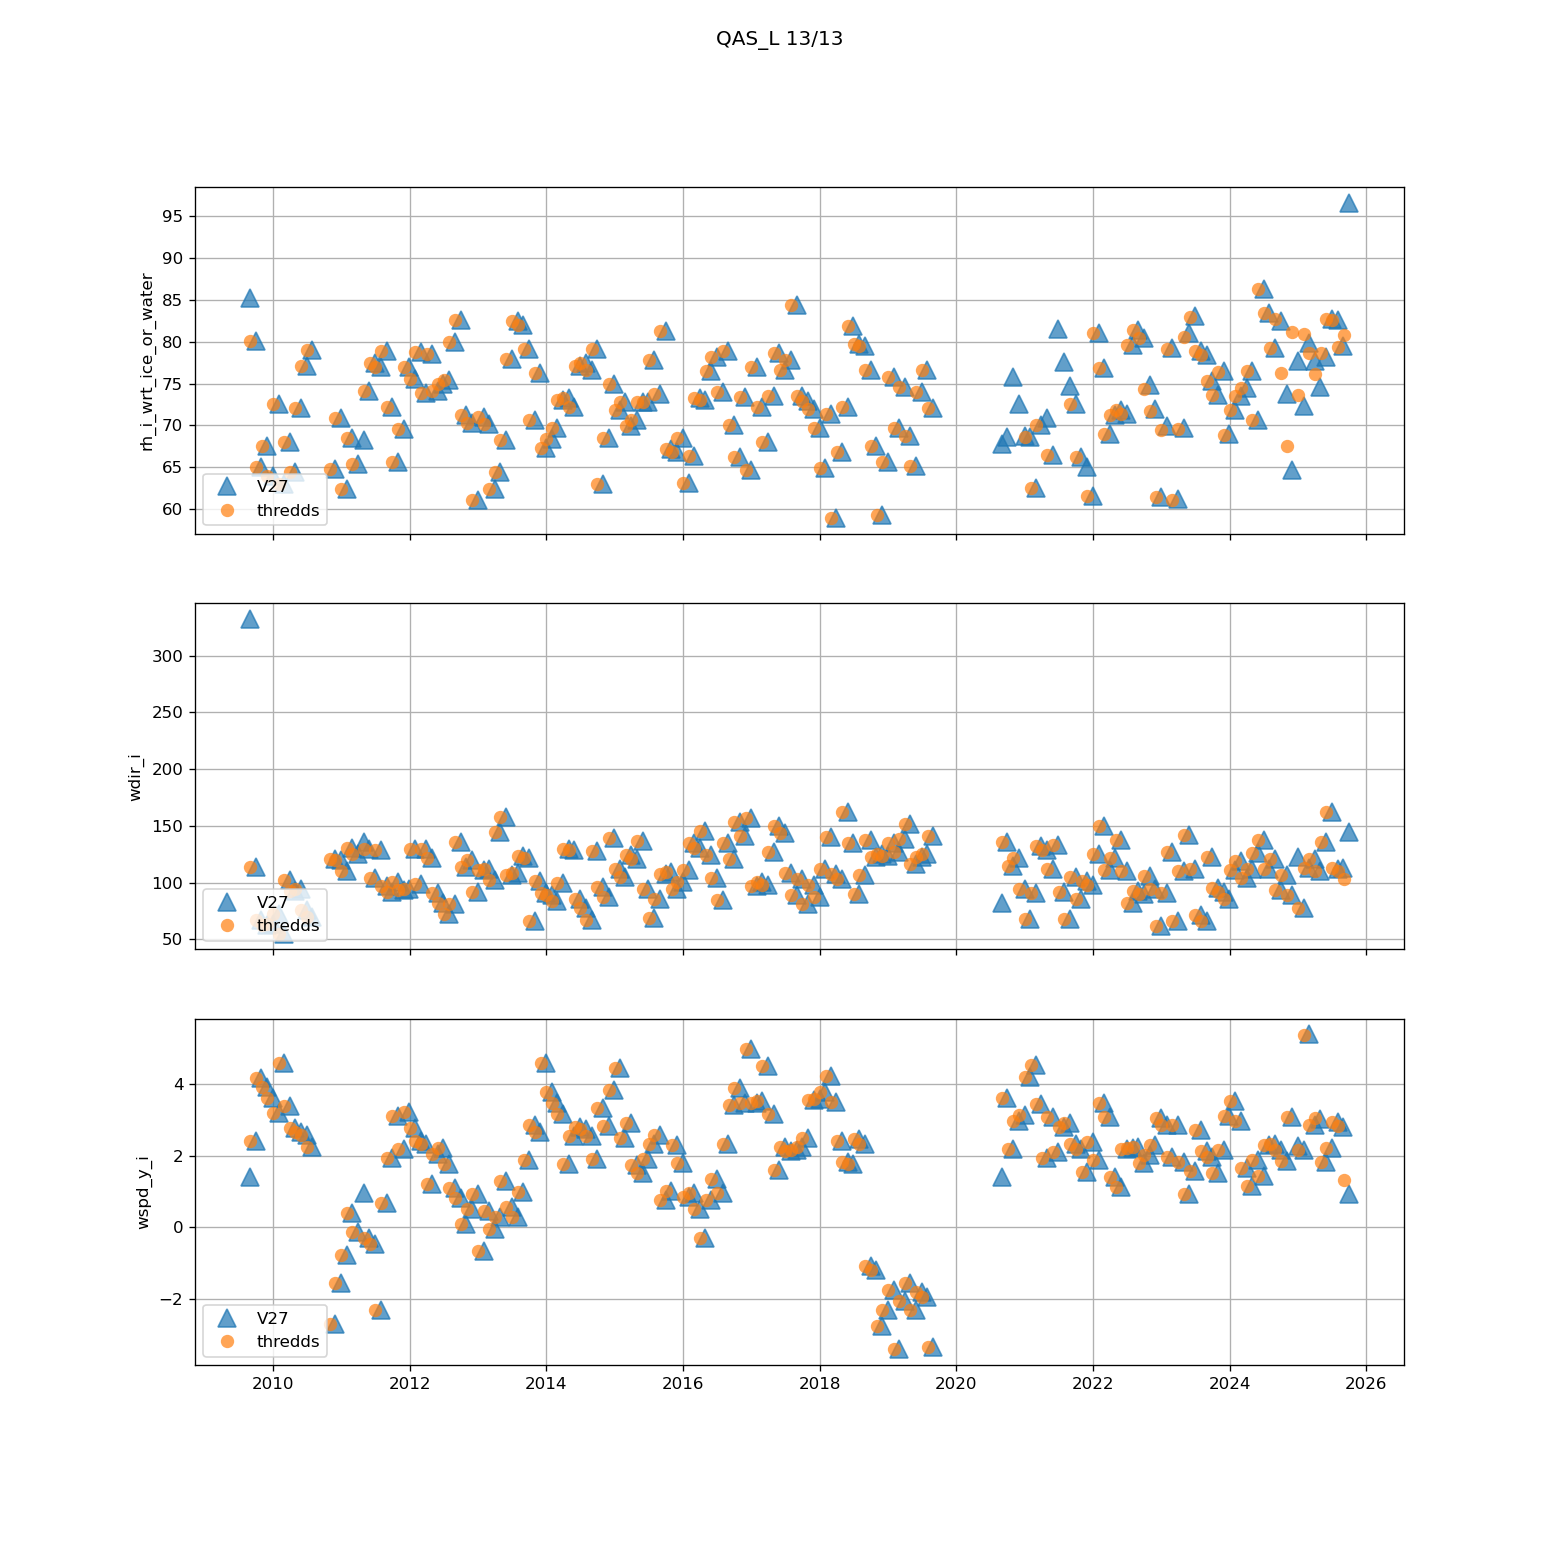 QAS_L 13/13
rh_i_wrt_ice_or_water
95
90
85
80
75
70
65
60
V27
thredds
wdir_i
300
250
200
150
100
50
V27
thredds
wspd_y_i
4
2
0
−2
V27
thredds
2010 2012 2014 2016 2018 2020 2022 2024 2026